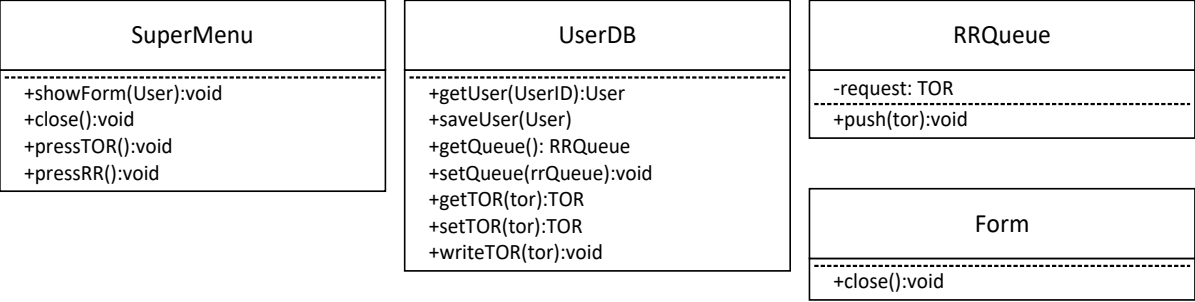 SuperMenu
+showForm(User):void
+close():void
+pressTOR():void
+pressRR():void
UserDB
+getUser(UserID):User
+saveUser(User)
+getQueue(): RRQueue
+setQueue(rrQueue):void
+getTOR(tor):TOR
+setTOR(tor):TOR
+writeTOR(tor):void
RRQueue
-request: TOR
+push(tor):void
Form
+close():void